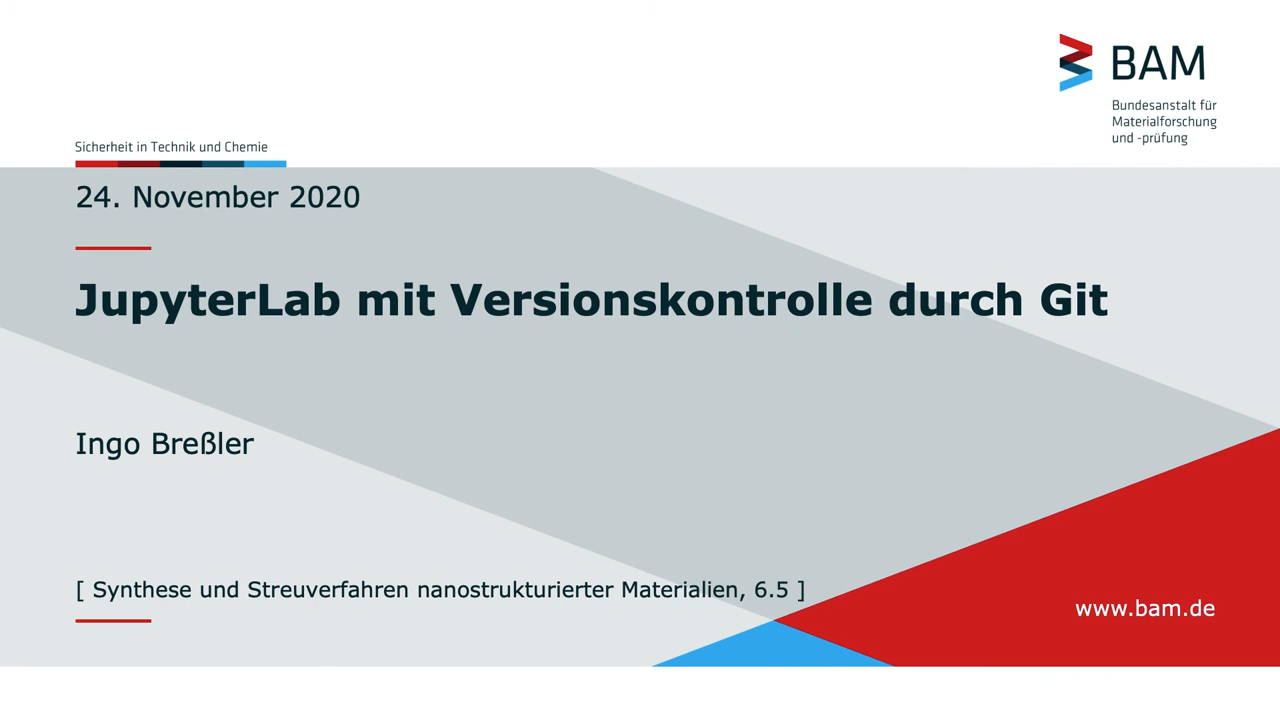 BAM
Bundesanstalt für
Materialforschung
und -prüfung
Sicherheit in Technik und Chemie
24. November 2020
JupyterLab mit Versionskontrolle durch Git
Ingo Breßler
[ Synthese und Streuverfahren nanostrukturierter Materialien, 6.5 ]
www.bam.de